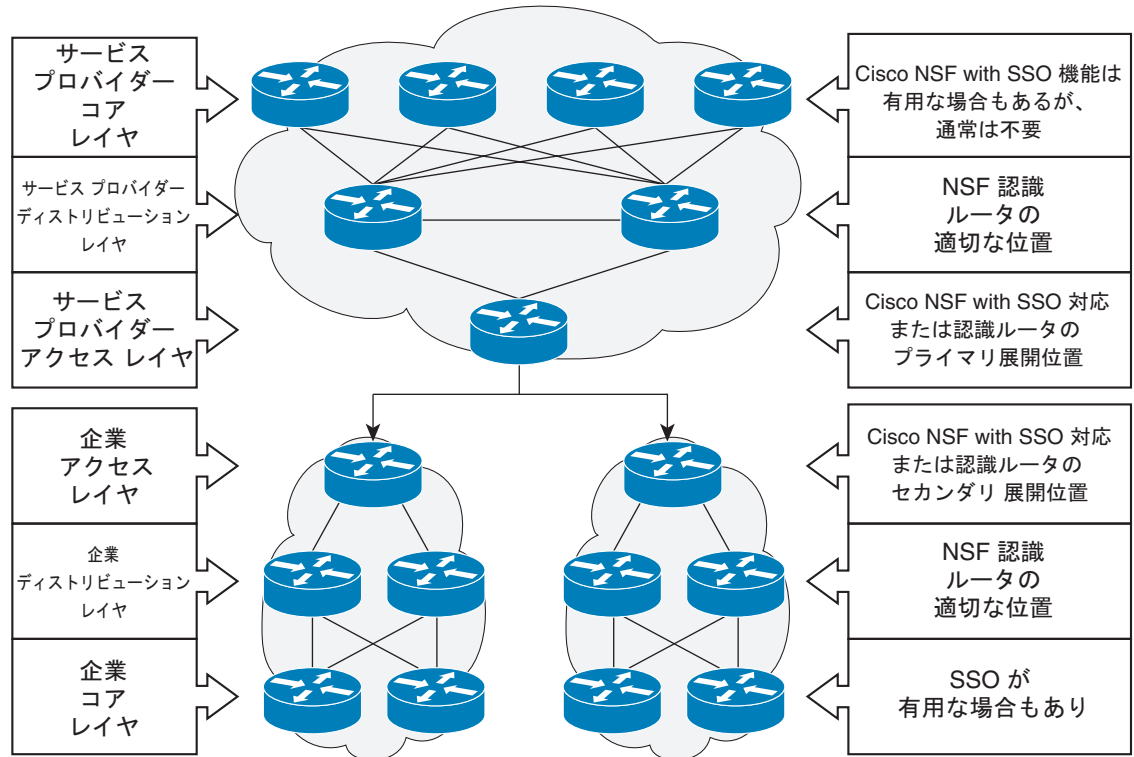 サービス
プロバイダー
コア
レイヤ
Cisco NSF with SSO 機能は
有用な場合もあるが、
通常は不要
サービス プロバイダー
ディストリビューション
レイヤ
NSF 認識
ルータの
適切な位置
サービス
プロバイダー
アクセス レイヤ
Cisco NSF with SSO 対応
または認識ルータの
プライマリ展開位置
企業
アクセス
レイヤ
Cisco NSF with SSO 対応
または認識ルータの
セカンダリ 展開位置
企業
ディストリビューション
レイヤ
NSF 認識
ルータの
適切な位置
企業
コア
レイヤ
SSO が
有用な場合もあり